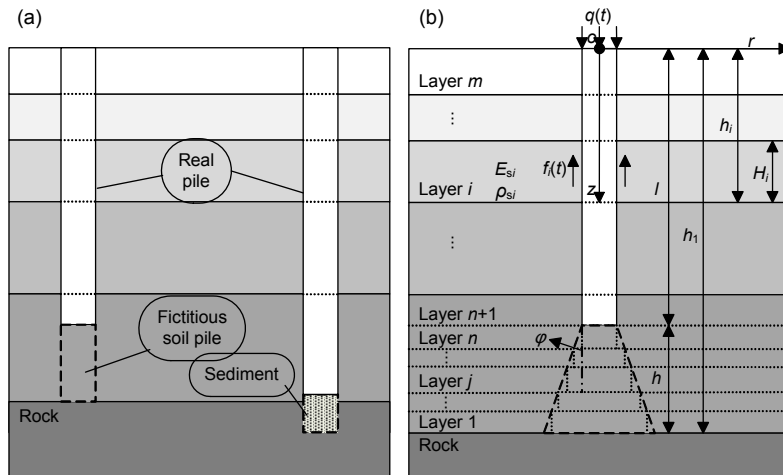 (a)
Real
pile
Fictitious
soil pile
Sediment
Rock
(b)
q(t)
o
r
Layer m
⋮
h_i
E_si
f_i(t)
H_i
Layer i
ρ_si
z
l
h_1
⋮
Layer n+1
Layer n
φ
⋮
h
Layer j
⋮
Layer 1
Rock